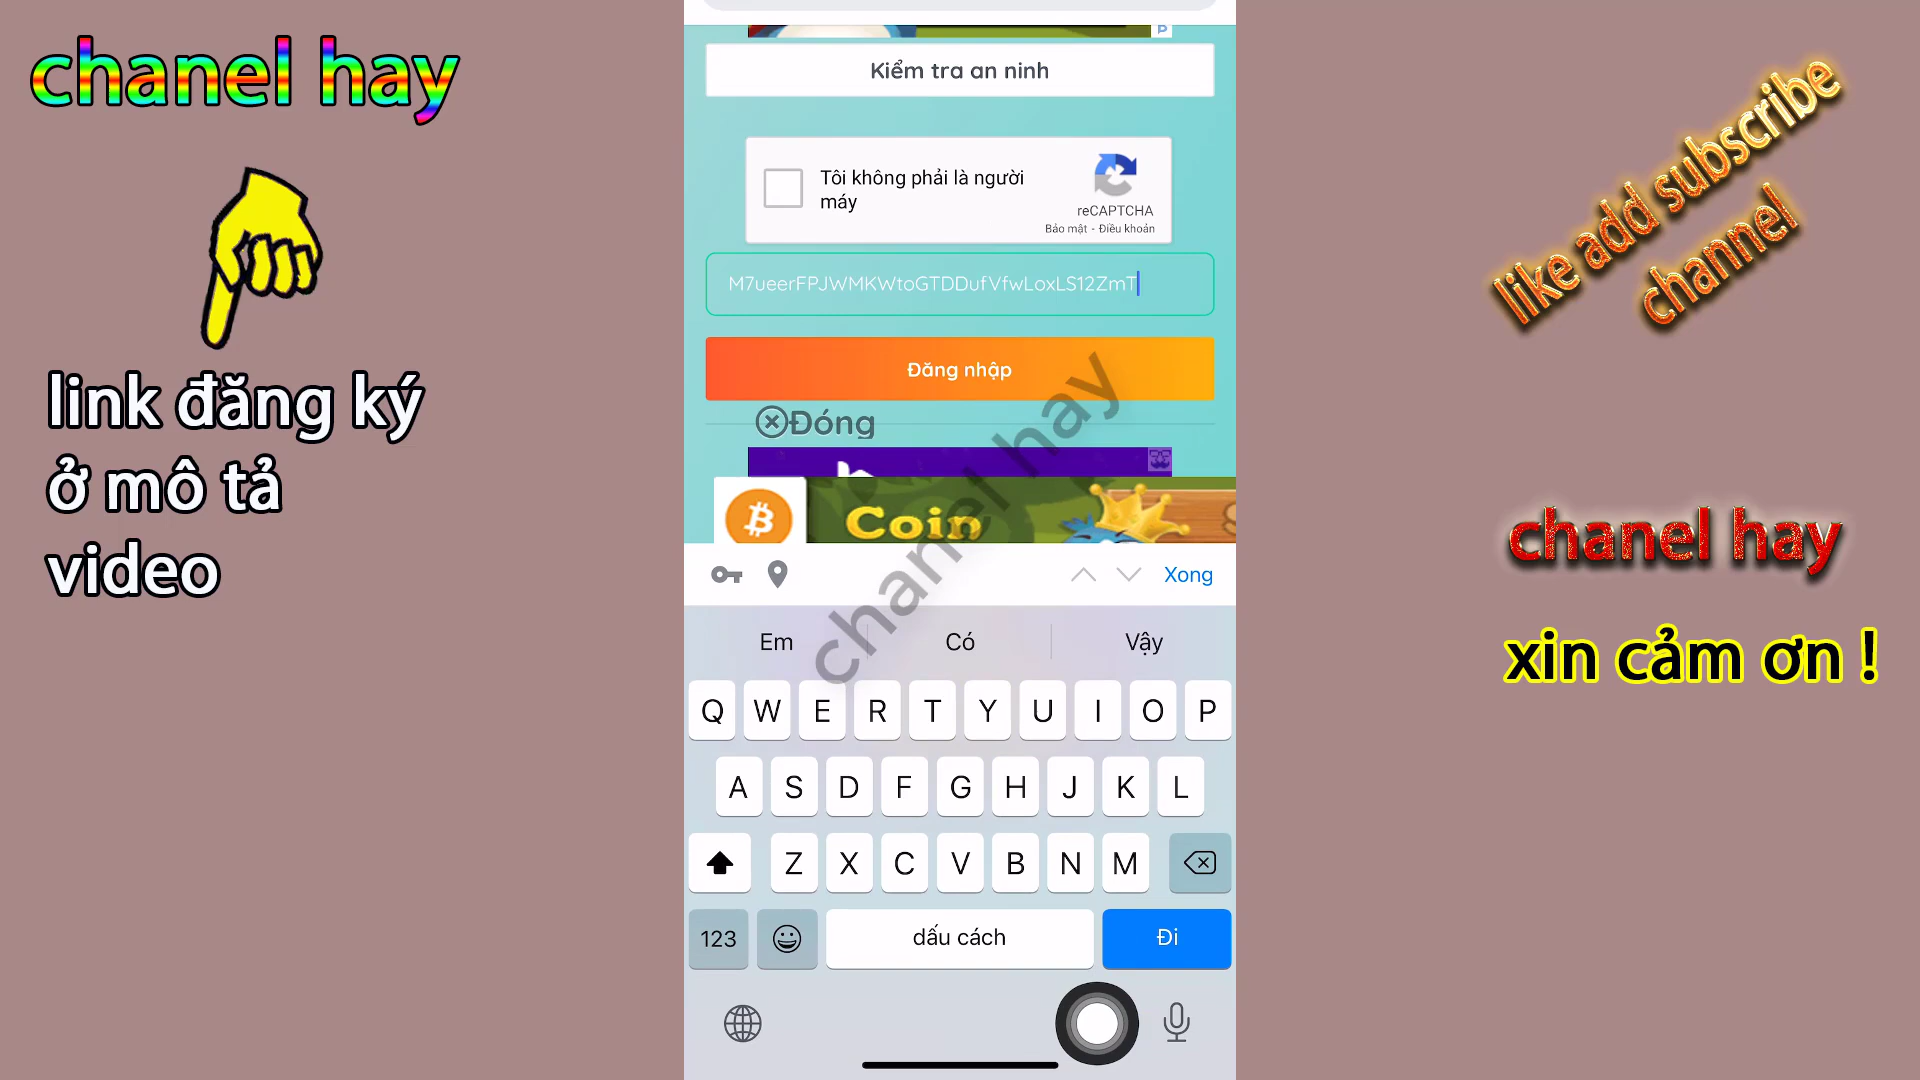 chanel hay
link đăng ký
ở mô tả
video
Kiểm tra an ninh
Tôi không phải là người
máy
reCAPTCHA
Bảo mật - Điều khoản
M7ueerFPJWMKWtoGTDDufVfwLoxLS12ZmT
Đăng nhập
Đóng
Coin
chanel hay
Xong
Em Có Vậy
Q W E R T Y U I O P
A S D F G H J K L
Z X C V B N M
123 dấu cách Đi
like add subscribe
channel
chanel hay
xin cảm ơn !